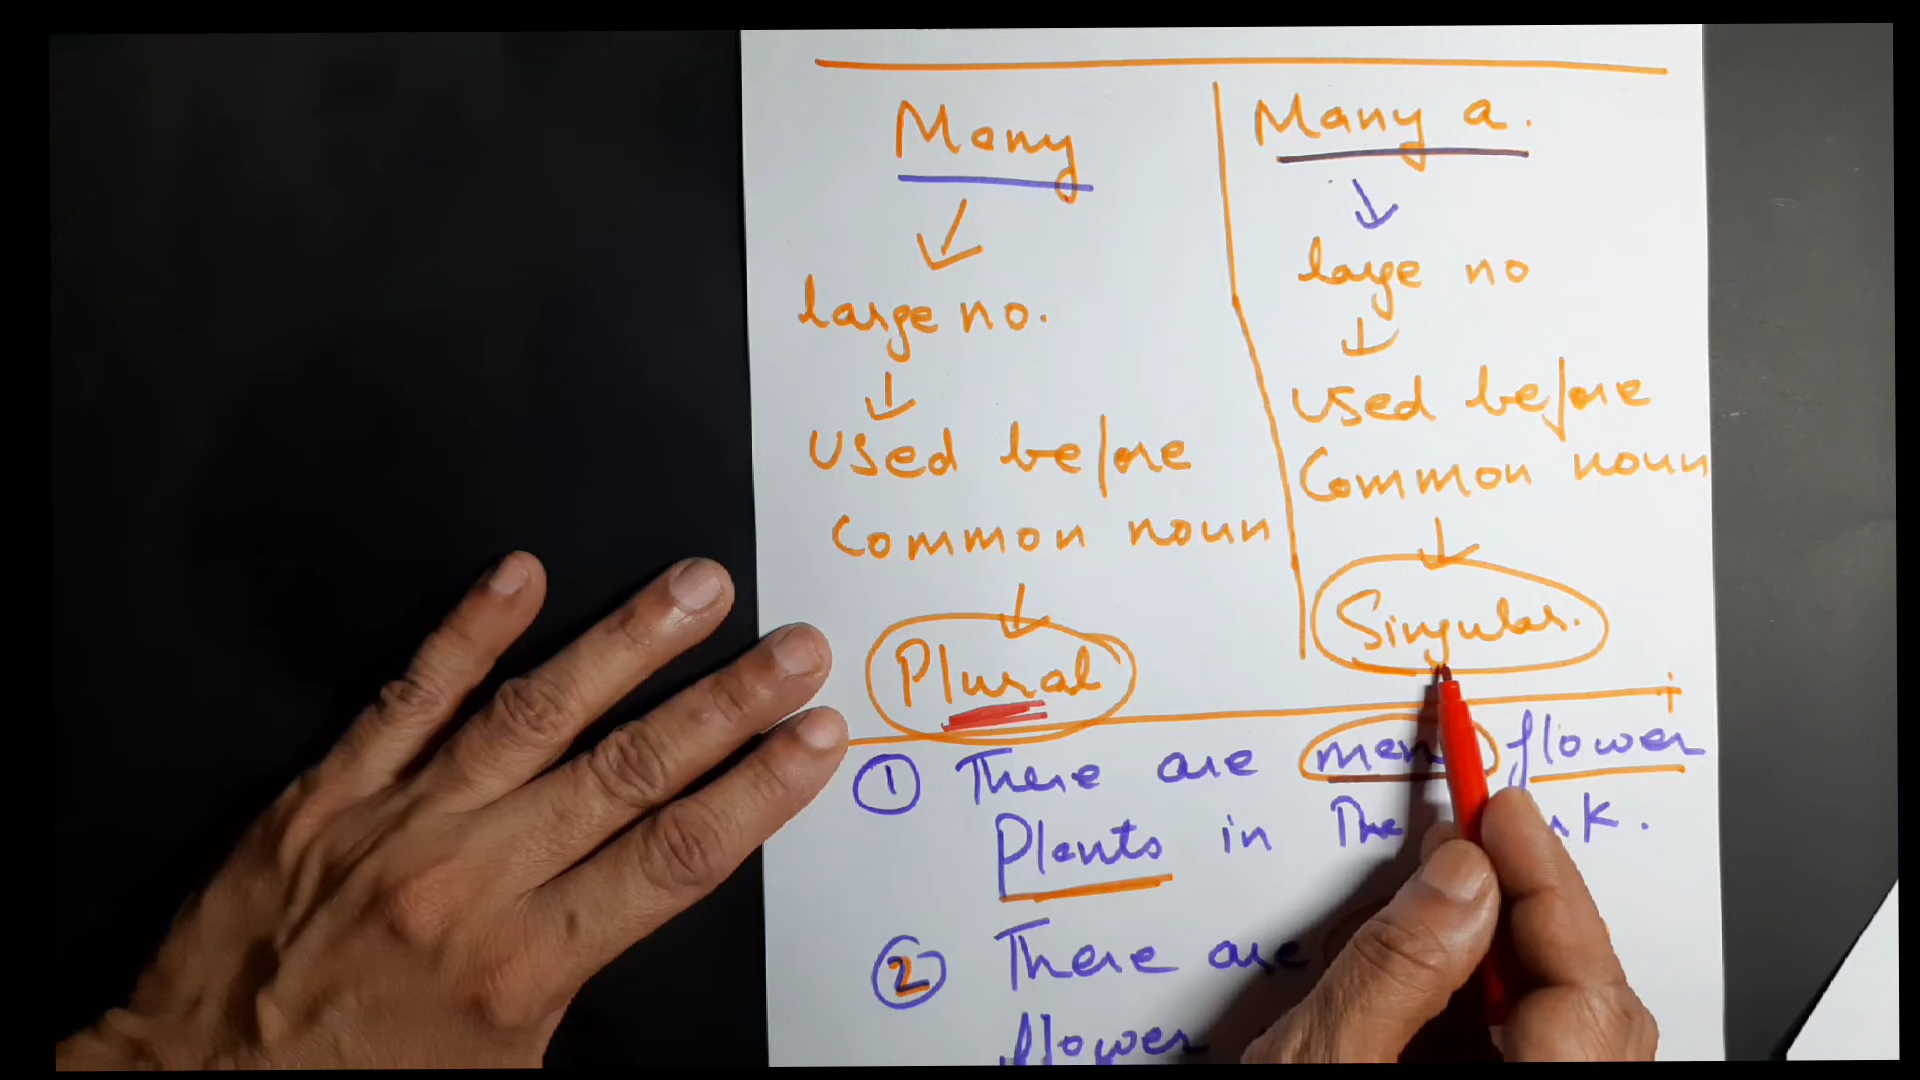 Many
large no.
Used before
Common noun
Plural
Many a.
large no
Used before
Common noun
Singular.
1 There are many flower
Plants in The
2 There are
flower